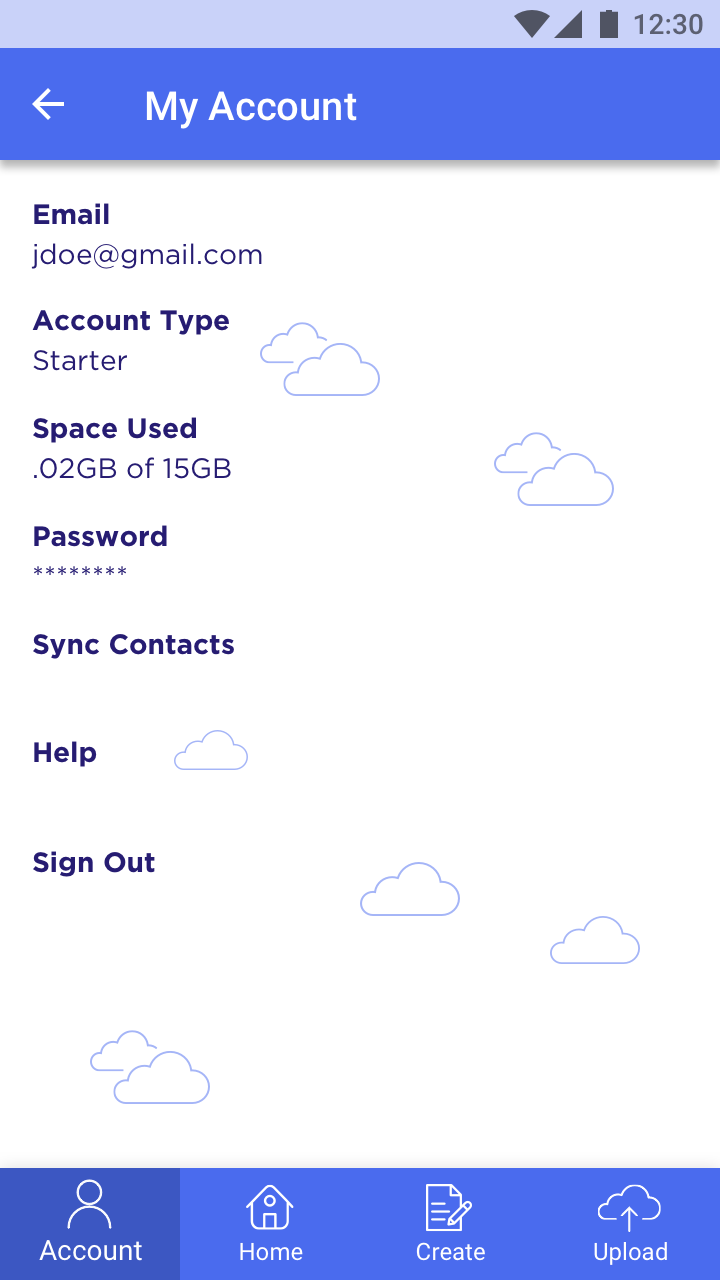 12:30
My Account
Email
jdoe@gmail.com
Account Type
Starter
Space Used
.02GB of 15GB
Password
********
Sync Contacts
Help
Sign Out
Account
Home
Create
Upload